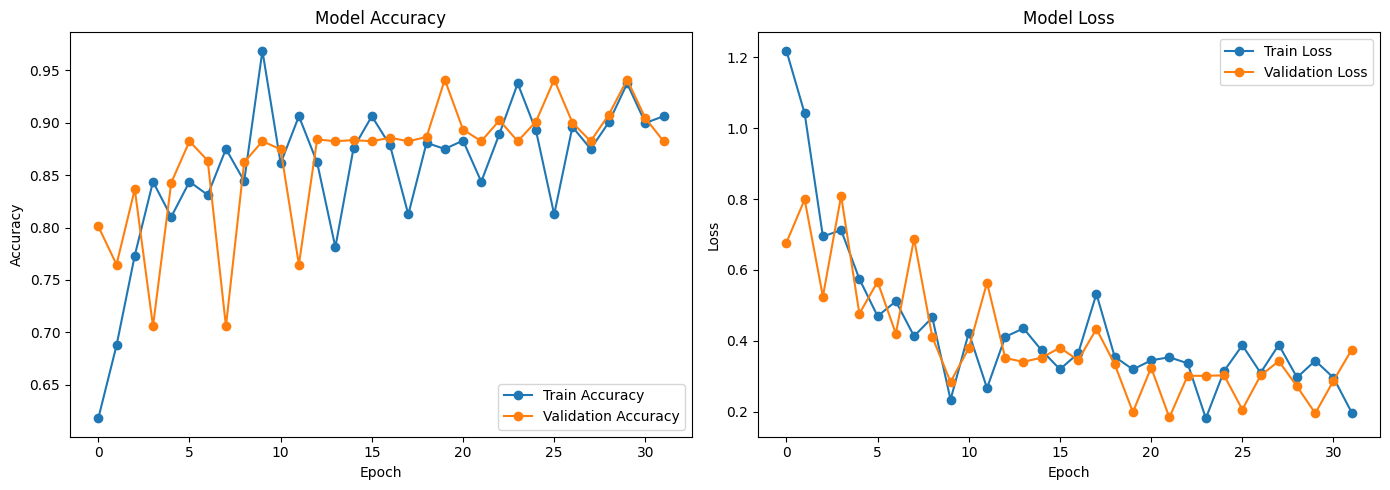 Model Accuracy
0.95
0.90
0.85
0.80
0.75
0.70
0.65
Accuracy
Train Accuracy
Validation Accuracy
0 5 10 15 20 25 30
Epoch
Model Loss
1.2
1.0
0.8
0.6
0.4
0.2
Loss
Train Loss
Validation Loss
0 5 10 15 20 25 30
Epoch